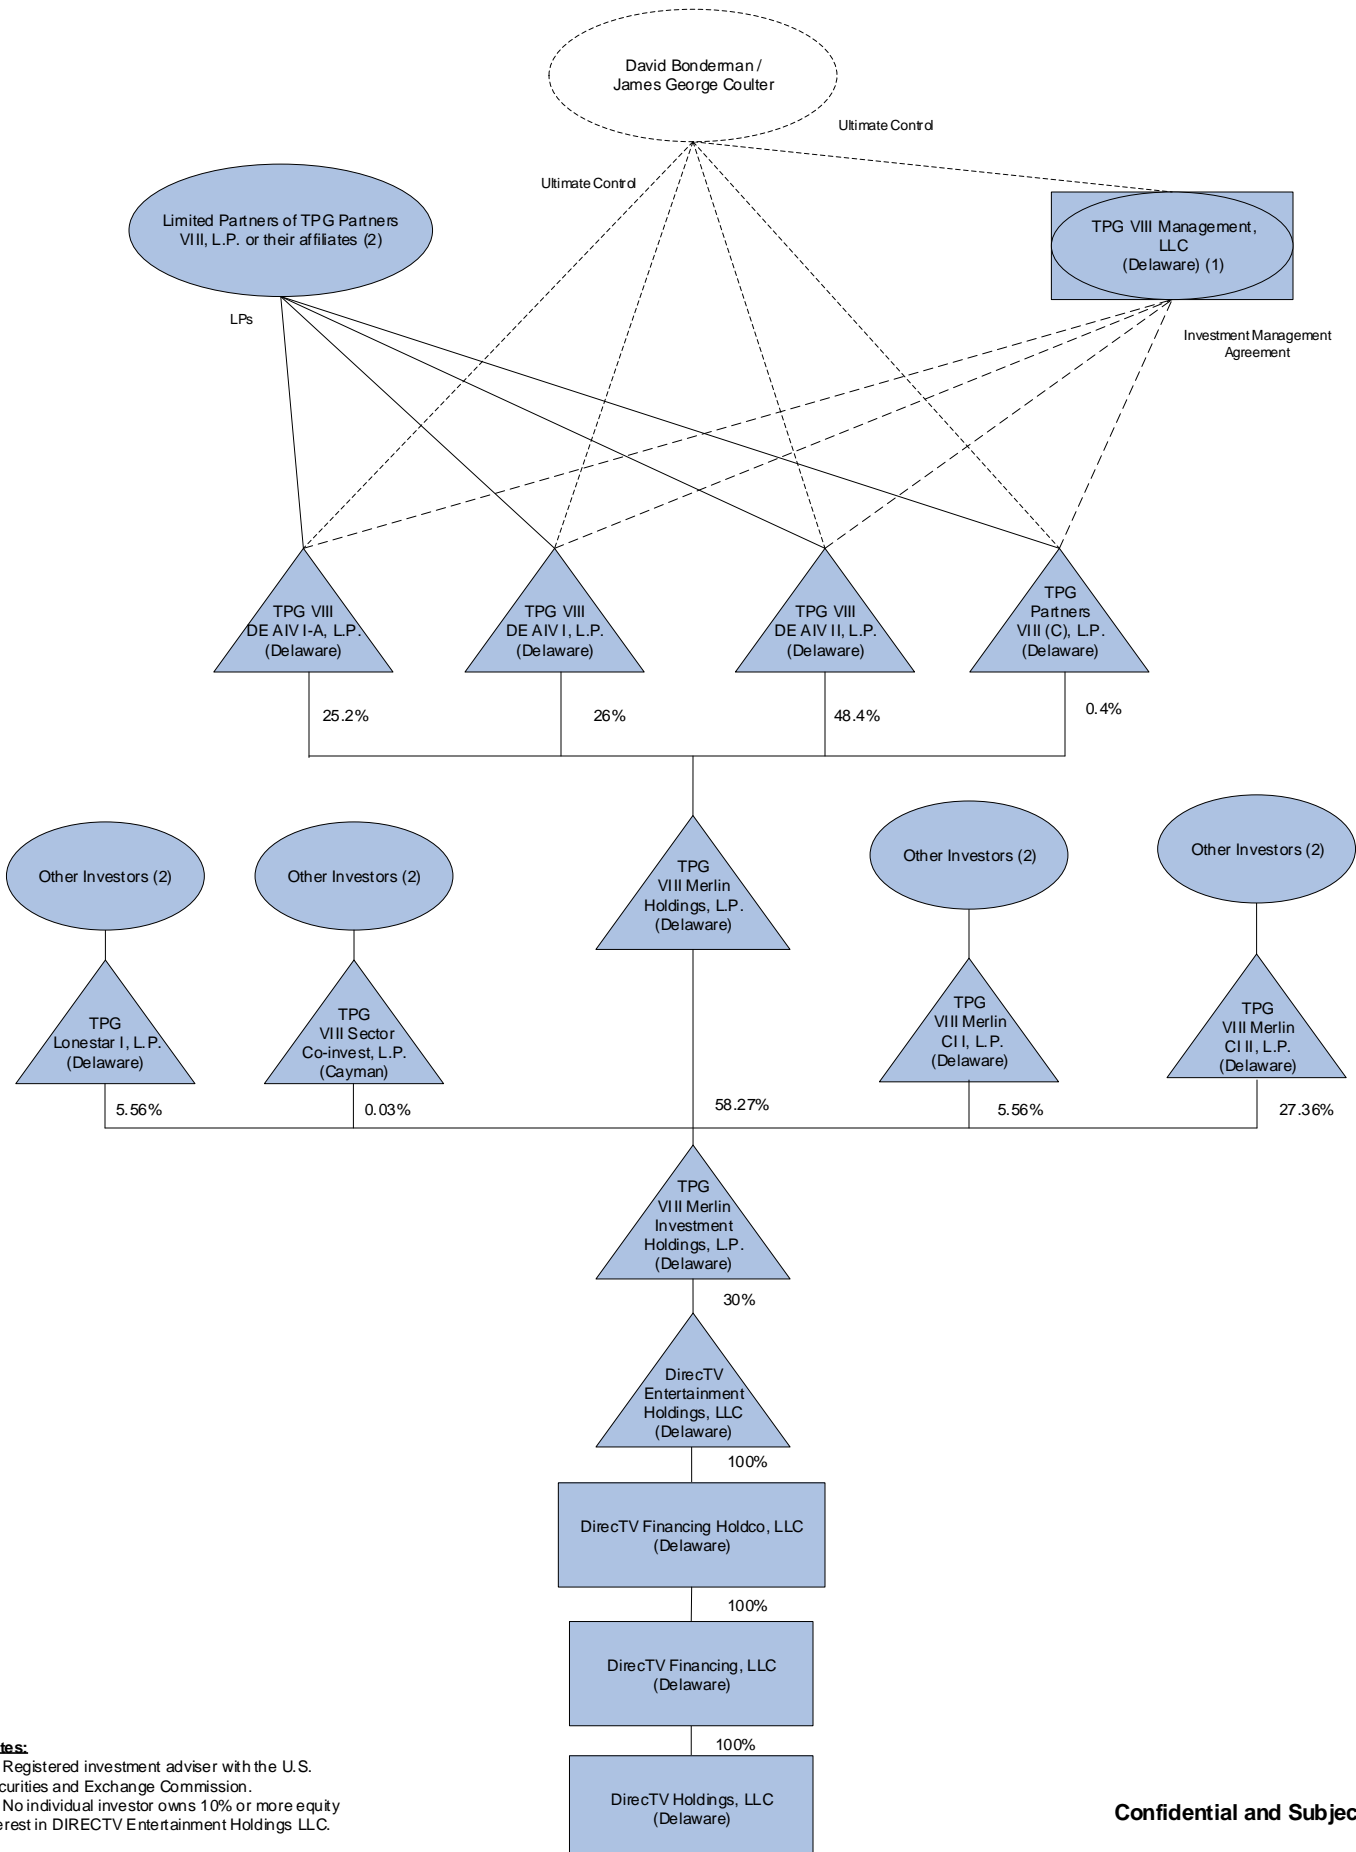 David Bonderman /
James George Coulter
Ultimate Control
Ultimate Control
Limited Partners of TPG Partners
VIII, L.P. or their affiliates (2)
TPG VIII Management,
LLC
(Delaware) (1)
LPs
Investment Management
Agreement
TPG VIII
DE AIV I-A, L.P.
(Delaware)
TPG VIII
DE AIV I, L.P.
(Delaware)
TPG VIII
DE AIV II, L.P.
(Delaware)
TPG
Partners
VIII (C), L.P.
(Delaware)
25.2%
26%
48.4%
0.4%
Other Investors (2)
Other Investors (2)
TPG
VIII Merlin
Holdings, L.P.
(Delaware)
Other Investors (2)
Other Investors (2)
TPG
Lonestar I, L.P.
(Delaware)
TPG
VIII Sector
Co-invest, L.P.
(Cayman)
TPG
VIII Merlin
CI I, L.P.
(Delaware)
TPG
VIII Merlin
CI II, L.P.
(Delaware)
5.56%
0.03%
58.27%
5.56%
27.36%
TPG
VIII Merlin
Investment
Holdings, L.P.
(Delaware)
30%
DirecTV
Entertainment
Holdings, LLC
(Delaware)
100%
DirecTV Financing Holdco, LLC
(Delaware)
100%
DirecTV Financing, LLC
(Delaware)
100%
DirecTV Holdings, LLC
(Delaware)
tes:
Registered investment adviser with the U.S.
curities and Exchange Commission.
No individual investor owns 10% or more equity
erest in DIRECTV Entertainment Holdings LLC.
Confidential and Subjec